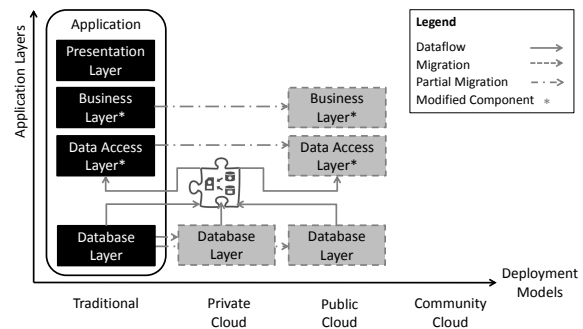 Application Layers
Application
Presentation
Layer
Business
Layer*
Data Access
Layer*
Database
Layer
Business
Layer*
Data Access
Layer*
Database
Layer
Database
Layer
Legend
Dataflow
Migration
Partial Migration
Modified Component *
Traditional
Private
Cloud
Public
Cloud
Community
Cloud
Deployment
Models